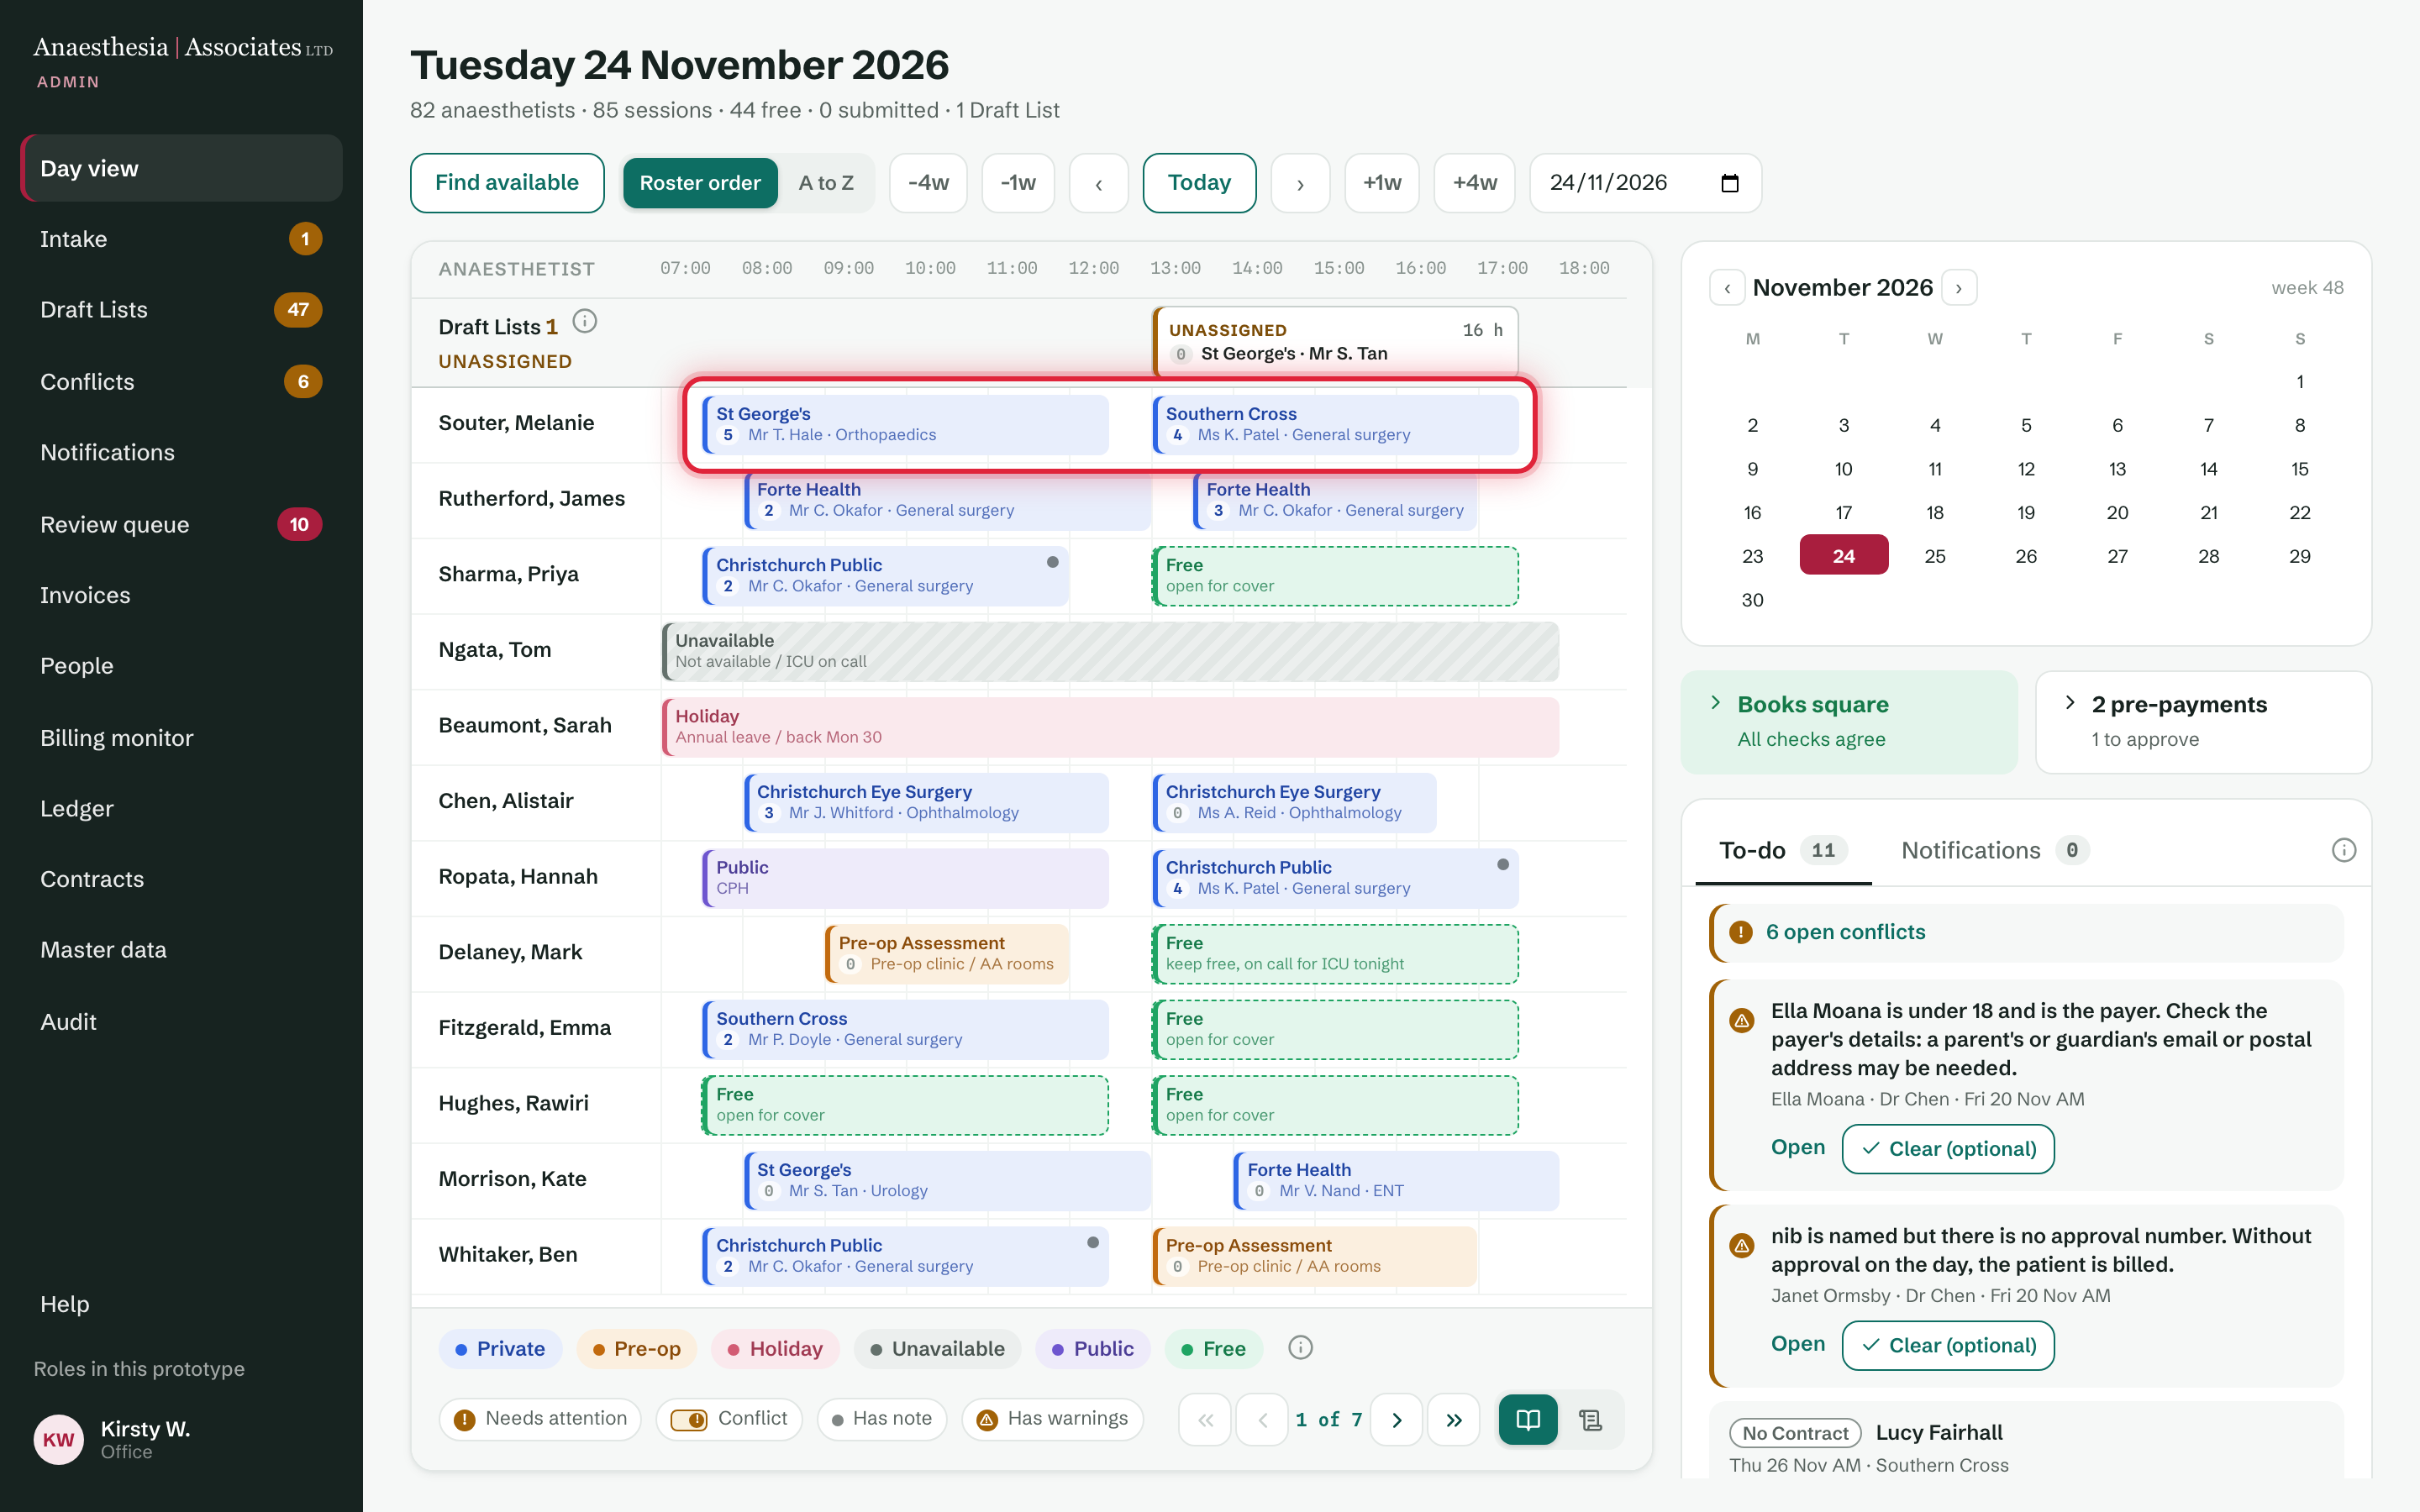 Anaesthesia | Associates LTD
ADMIN
Day view
Intake 1
Draft Lists 47
Conflicts 6
Notifications
Review queue 10
Invoices
People
Billing monitor
Ledger
Contracts
Master data
Audit
Help
Roles in this prototype
KW
Kirsty W.
Office
Tuesday 24 November 2026
82 anaesthetists · 85 sessions · 44 free · 0 submitted · 1 Draft List
Find available
Roster order
A to Z
-4w
-1w
‹
Today
›
+1w
+4w
24/11/2026
ANAESTHETIST 07:00 08:00 09:00 10:00 11:00 12:00 13:00 14:00 15:00 16:00 17:00 18:00
Draft Lists 1
UNASSIGNED
UNASSIGNED 16 h
0 St George's · Mr S. Tan
Souter, Melanie
St George's
5 Mr T. Hale · Orthopaedics
Southern Cross
4 Ms K. Patel · General surgery
Rutherford, James
Forte Health
2 Mr C. Okafor · General surgery
Forte Health
3 Mr C. Okafor · General surgery
Sharma, Priya
Christchurch Public
2 Mr C. Okafor · General surgery
Free
open for cover
Ngata, Tom
Unavailable
Not available / ICU on call
Beaumont, Sarah
Holiday
Annual leave / back Mon 30
Chen, Alistair
Christchurch Eye Surgery
3 Mr J. Whitford · Ophthalmology
Christchurch Eye Surgery
0 Ms A. Reid · Ophthalmology
Ropata, Hannah
Public
CPH
Christchurch Public
4 Ms K. Patel · General surgery
Delaney, Mark
Pre-op Assessment
0 Pre-op clinic / AA rooms
Free
keep free, on call for ICU tonight
Fitzgerald, Emma
Southern Cross
2 Mr P. Doyle · General surgery
Free
open for cover
Hughes, Rawiri
Free
open for cover
Free
open for cover
Morrison, Kate
St George's
0 Mr S. Tan · Urology
Forte Health
0 Mr V. Nand · ENT
Whitaker, Ben
Christchurch Public
2 Mr C. Okafor · General surgery
Pre-op Assessment
0 Pre-op clinic / AA rooms
Private
Pre-op
Holiday
Unavailable
Public
Free
Needs attention
Conflict
Has note
Has warnings
« ‹ 1 of 7 › »
‹ November 2026 › week 48
M T W T F S S
1
2 3 4 5 6 7 8
9 10 11 12 13 14 15
16 17 18 19 20 21 22
23 24 25 26 27 28 29
30
Books square
All checks agree
2 pre-payments
1 to approve
To-do 11
Notifications 0
6 open conflicts
Ella Moana is under 18 and is the payer. Check the
payer's details: a parent's or guardian's email or postal
address may be needed.
Ella Moana · Dr Chen · Fri 20 Nov AM
Open
Clear (optional)
nib is named but there is no approval number. Without
approval on the day, the patient is billed.
Janet Ormsby · Dr Chen · Fri 20 Nov AM
Open
Clear (optional)
No Contract Lucy Fairhall
Thu 26 Nov AM · Southern Cross